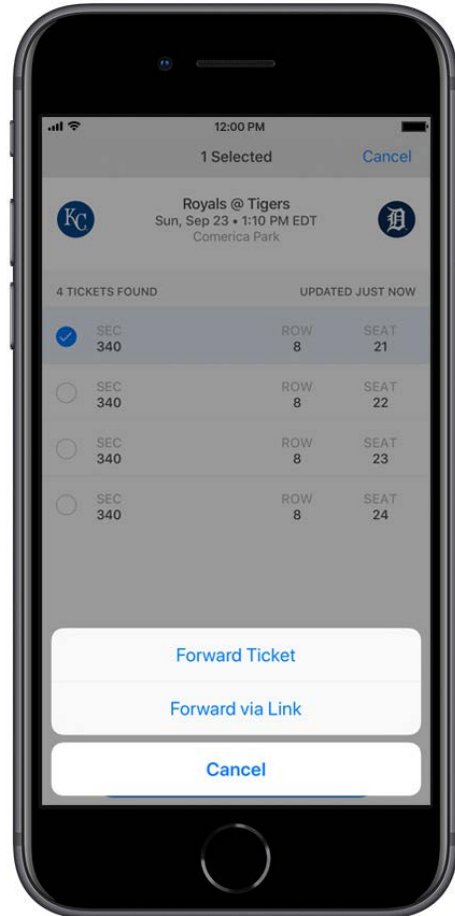 12:00 PM
1 Selected Cancel
KC
Royals @ Tigers
Sun, Sep 23 • 1:10 PM EDT
Comerica Park
D
4 TICKETS FOUND UPDATED JUST NOW
SEC ROW SEAT
340 8 21
SEC ROW SEAT
340 8 22
SEC ROW SEAT
340 8 23
SEC ROW SEAT
340 8 24
Forward Ticket
Forward via Link
Cancel